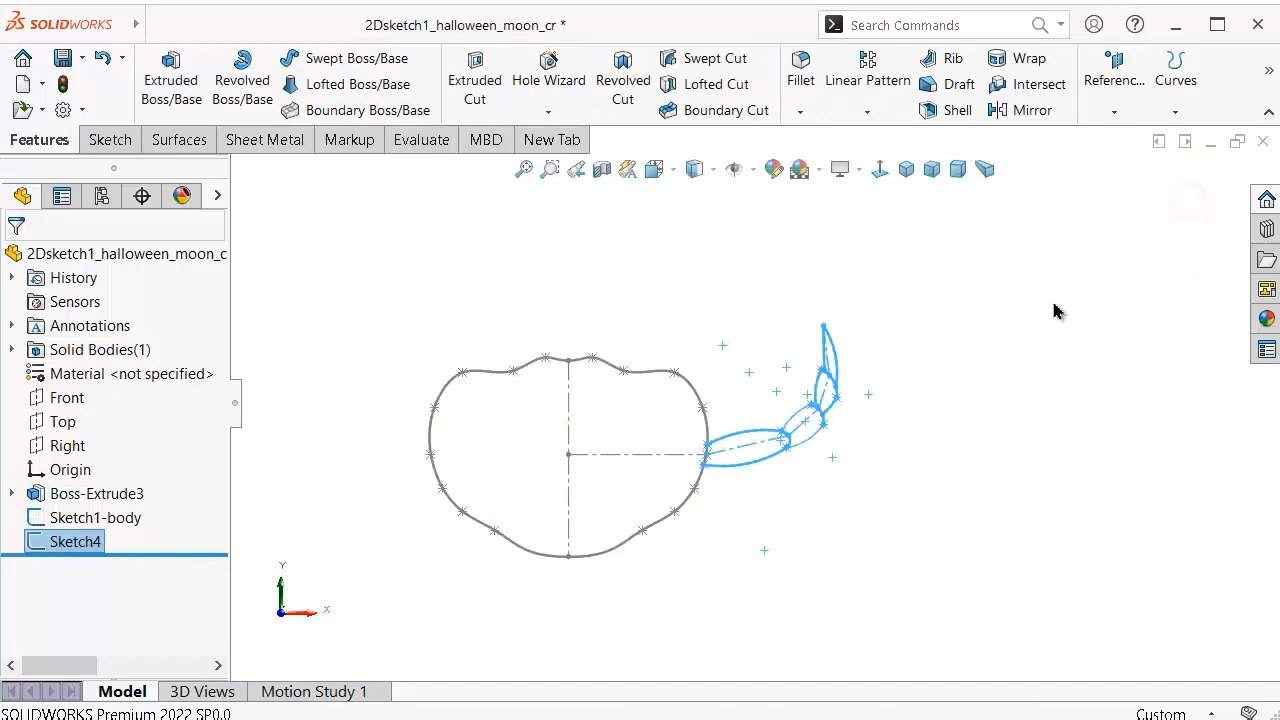 SOLIDWORKS
2Dsketch1_halloween_moon_cr *
Search Commands
Extruded Boss/Base
Revolved Boss/Base
Swept Boss/Base
Lofted Boss/Base
Boundary Boss/Base
Extruded Cut
Hole Wizard
Revolved Cut
Swept Cut
Lofted Cut
Boundary Cut
Fillet
Linear Pattern
Rib
Draft
Shell
Wrap
Intersect
Mirror
Referenc...
Curves
Features
Sketch
Surfaces
Sheet Metal
Markup
Evaluate
MBD
New Tab
2Dsketch1_halloween_moon_c
History
Sensors
Annotations
Solid Bodies(1)
Material <not specified>
Front
Top
Right
Origin
Boss-Extrude3
Sketch1-body
Sketch4
Y
X
Model
3D Views
Motion Study 1
SOLIDWORKS Premium 2022 SP0.0
Custom